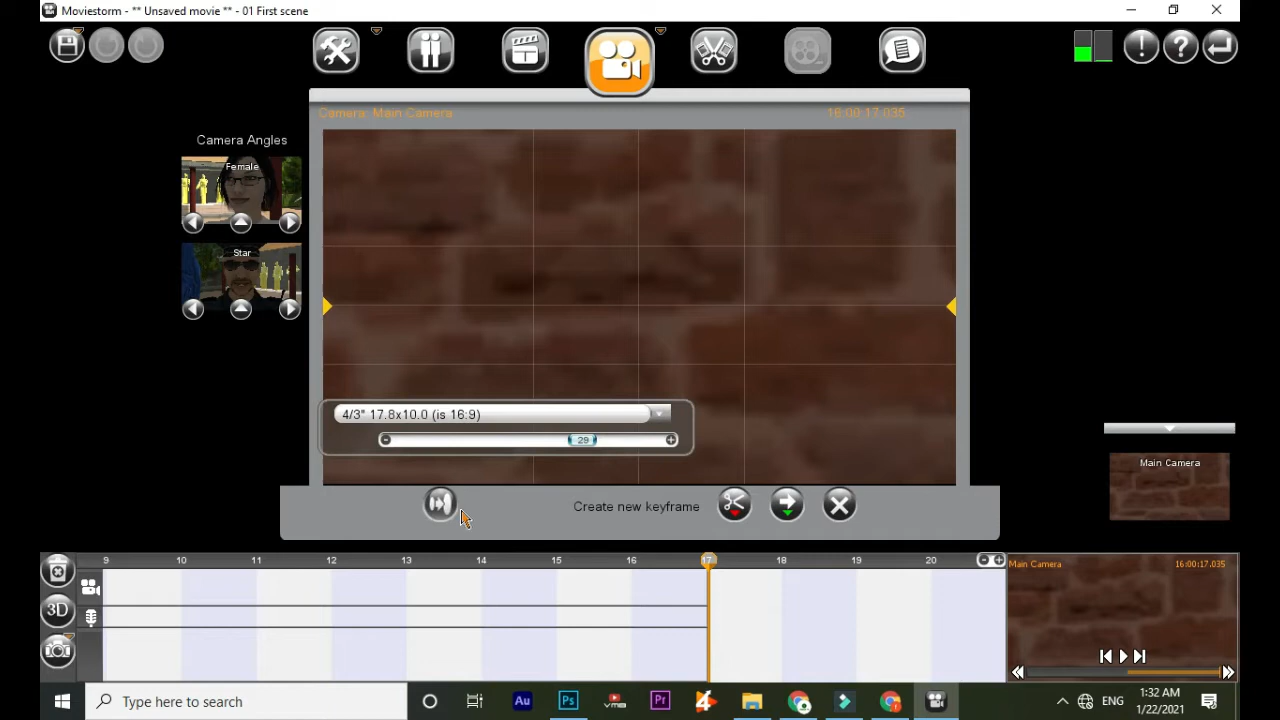 Moviestorm - ** Unsaved movie ** - 01 First scene
Camera: Main Camera
16:00:17.035
Camera Angles
Female
Star
4/3" 17.8x10.0 (is 16:9)
29
Main Camera
Create new keyframe
9 10 11 12 13 14 15 16 17 18 19 20
Main Camera
16:00:17.035
3D
Type here to search
Au
Ps
Pr
ENG
1:32 AM
1/22/2021